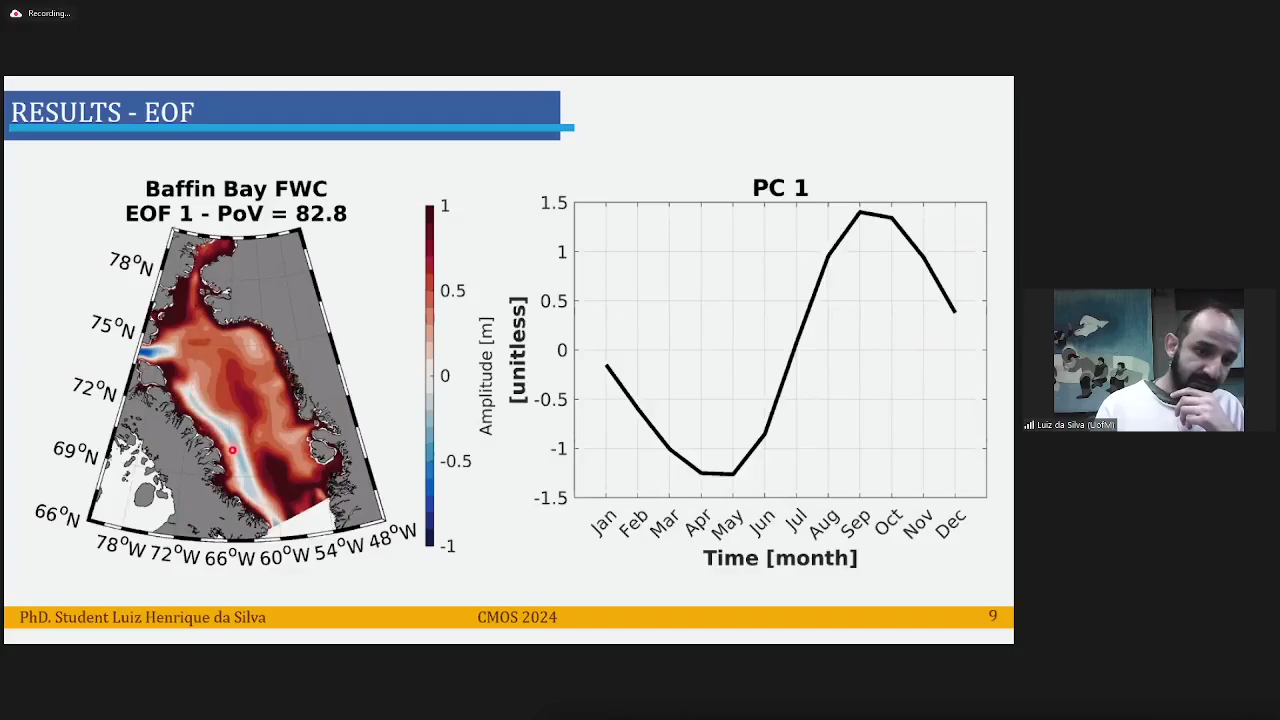 Recording...
RESULTS - EOF
Baffin Bay FWC
EOF 1 - PoV = 82.8
78°N
75°N
72°N
69°N
66°N
78°W 72°W 66°W 60°W 54°W 48°W
1
0.5
0
-0.5
-1
Amplitude [m]
PC 1
1.5
1
0.5
0
-0.5
-1
-1.5
[unitless]
Jan Feb Mar Apr May Jun Jul Aug Sep Oct Nov Dec
Time [month]
Luiz da Silva (UofM)
PhD. Student Luiz Henrique da Silva CMOS 2024 9